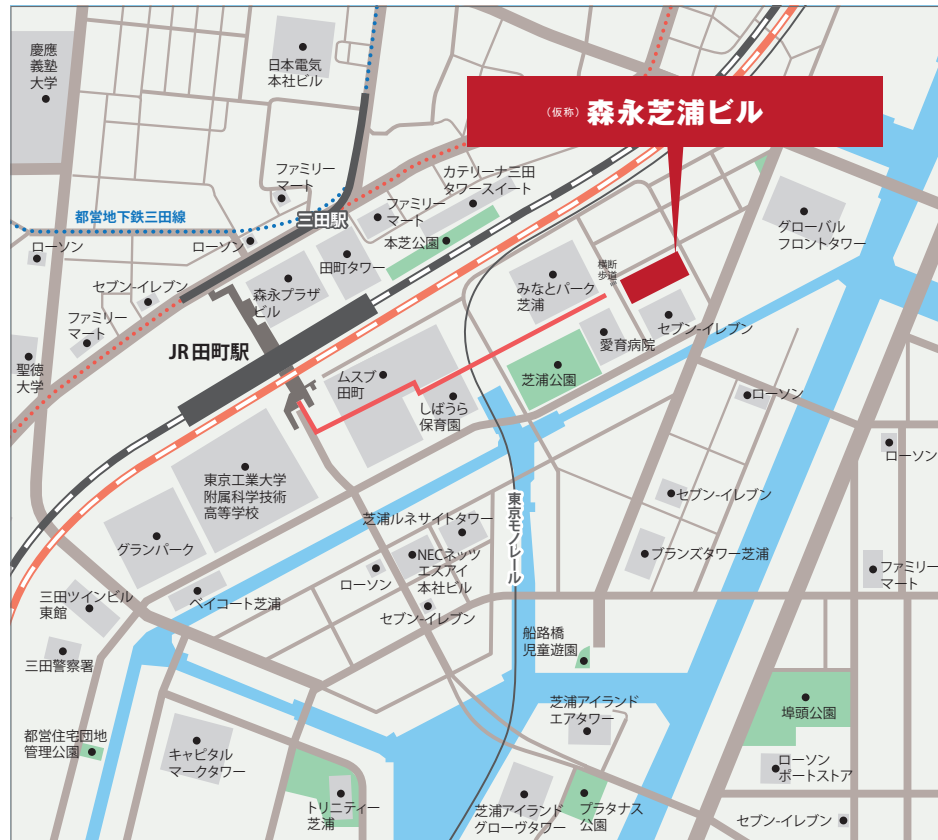 慶應
義塾
大学
日本電気
本社ビル
（仮称）森永芝浦ビル
ファミリー
マート
カテリーナ三田
タワースイート
都営地下鉄三田線
三田駅
ファミリー
マート
ローソン
ローソン
本芝公園
田町タワー
グローバル
フロントタワー
横断
歩道
セブン-イレブン
森永プラザ
ビル
みなとパーク
芝浦
ファミリー
マート
セブン-イレブン
愛育病院
JR田町駅
聖徳
大学
ムスブ
田町
芝浦公園
しばうら
保育園
ローソン
ローソン
東京工業大学
附属科学技術
高等学校
セブン-イレブン
東京モノレール
芝浦ルネサイトタワー
グランパーク
NECネッツ
エスアイ
本社ビル
ブランズタワー芝浦
ローソン
ファミリー
マート
三田ツインビル
東館
ベイコート芝浦
セブン-イレブン
船路橋
児童遊園
三田警察署
芝浦アイランド
エアタワー
埠頭公園
都営住宅団地
管理公園
キャピタル
マークタワー
ローソン
ポートストア
トリニティー
芝浦
芝浦アイランド
グローヴタワー
プラタナス
公園
セブン-イレブン